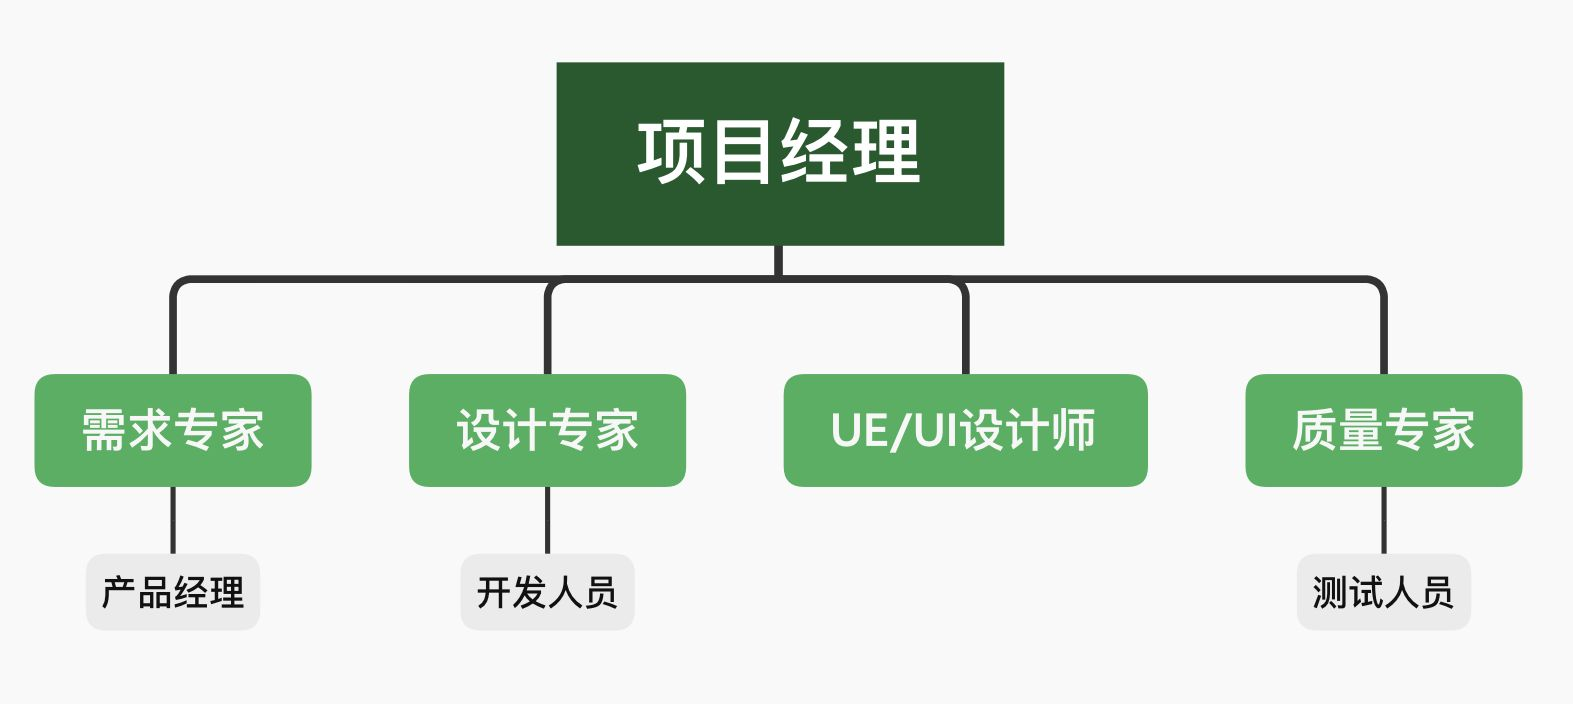 项目经理
需求专家
设计专家
UE/UI设计师
质量专家
产品经理
开发人员
测试人员